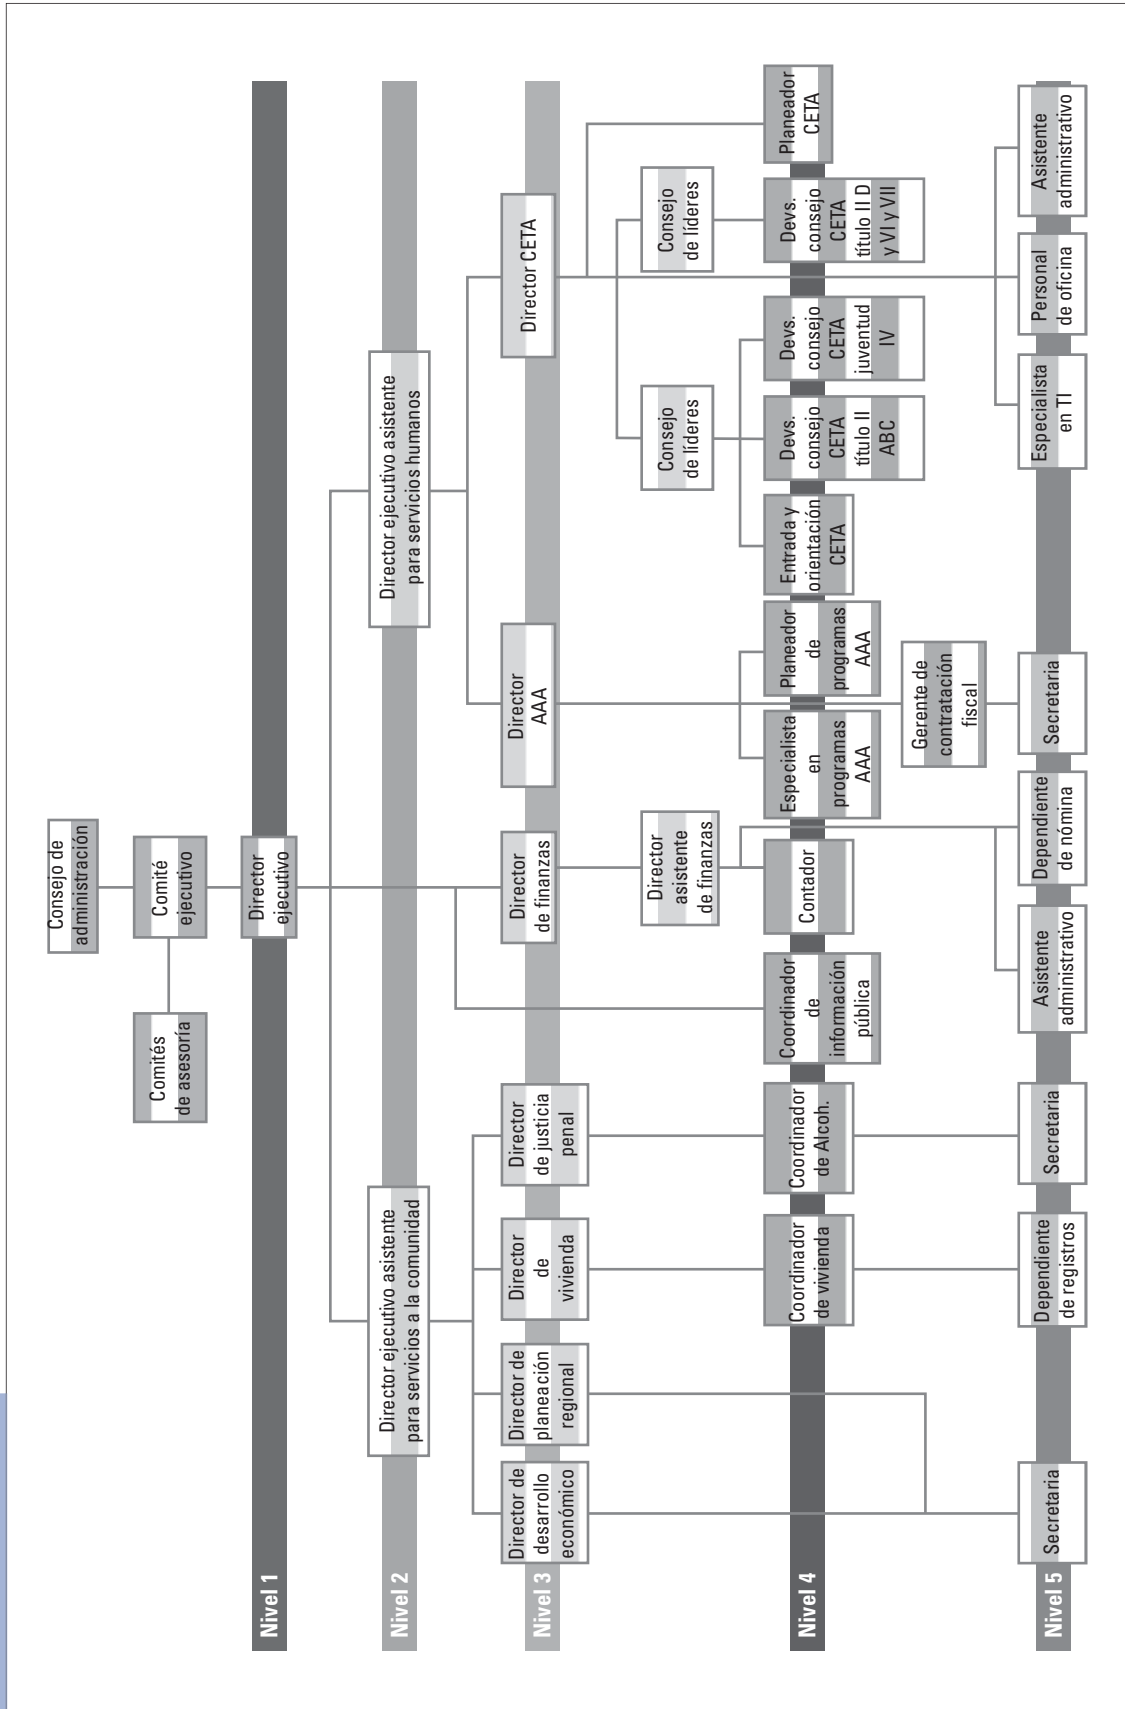 Consejo de
administración
Comité
ejecutivo
Comités
de asesoría
Nivel 1
Director
ejecutivo
Nivel 2
Director ejecutivo asistente
para servicios a la comunidad
Director ejecutivo asistente
para servicios humanos
Nivel 3
Director de
desarrollo
económico
Director de
planeación
regional
Director
de
vivienda
Director
de justicia
penal
Director
de finanzas
Director
AAA
Director CETA
Director
asistente
de finanzas
Consejo
de líderes
Consejo
de líderes
Nivel 4
Coordinador
de vivienda
Coordinador
de Alcoh.
Coordinador
de
información
pública
Contador
Especialista
en
programas
AAA
Planeador
de
programas
AAA
Entrada y
orientación
CETA
Devs.
consejo
CETA
título II
ABC
Devs.
consejo
CETA
juventud
IV
Devs.
consejo
CETA
título II D
y VI y VII
Planeador
CETA
Gerente de
contratación
fiscal
Nivel 5
Secretaria
Dependiente
de registros
Secretaria
Asistente
administrativo
Dependiente
de nómina
Secretaria
Especialista
en TI
Personal
de oficina
Asistente
administrativo